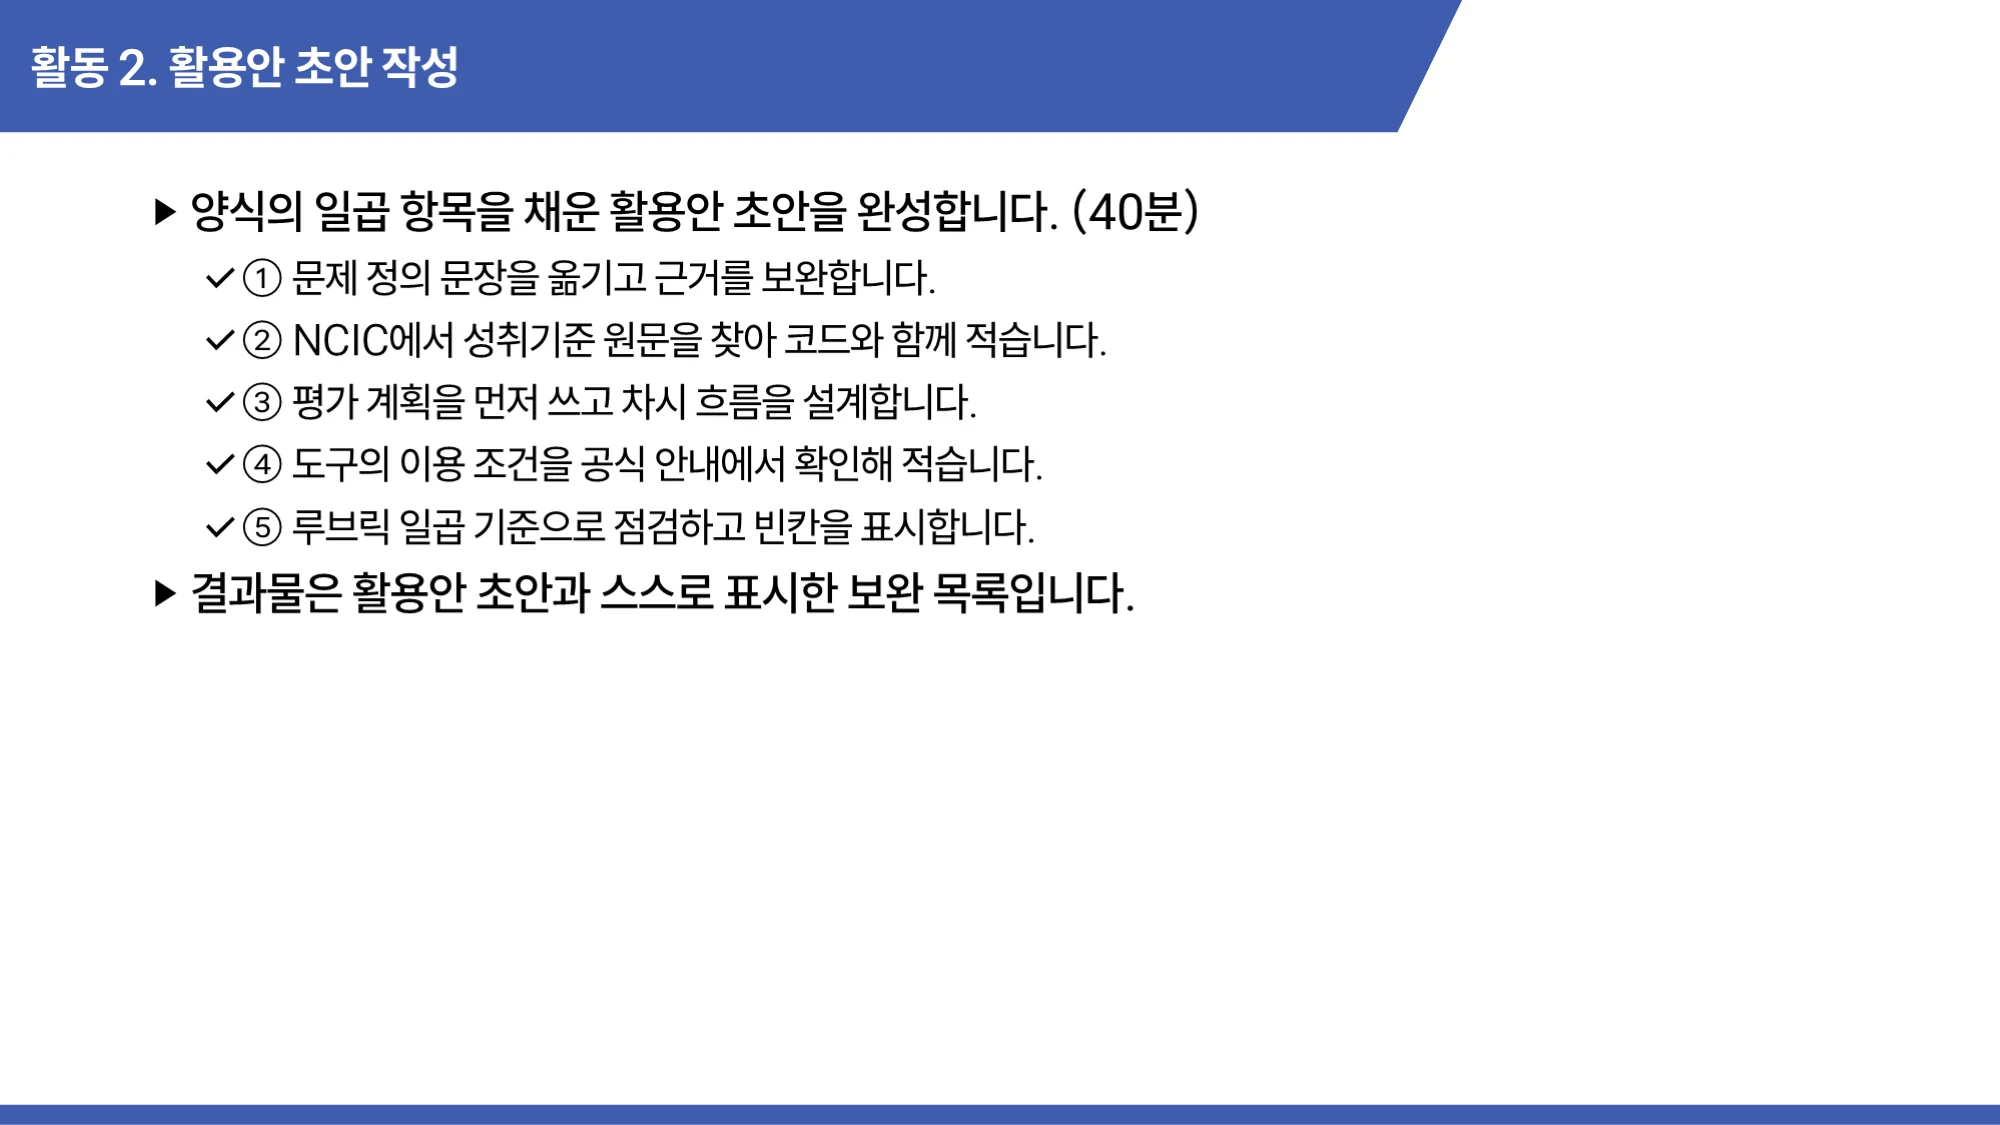 활동 2. 활용안 초안 작성
▶ 양식의 일곱 항목을 채운 활용안 초안을 완성합니다. (40분)
✓ ① 문제 정의 문장을 옮기고 근거를 보완합니다.
✓ ② NCIC에서 성취기준 원문을 찾아 코드와 함께 적습니다.
✓ ③ 평가 계획을 먼저 쓰고 차시 흐름을 설계합니다.
✓ ④ 도구의 이용 조건을 공식 안내에서 확인해 적습니다.
✓ ⑤ 루브릭 일곱 기준으로 점검하고 빈칸을 표시합니다.
▶ 결과물은 활용안 초안과 스스로 표시한 보완 목록입니다.